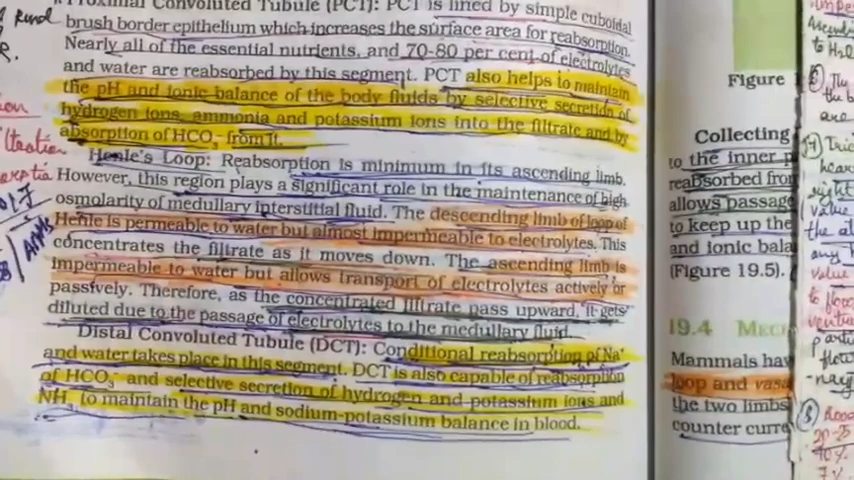 Proximal Convoluted Tubule (PCT): PCT is lined by simple cuboidal
brush border epithelium which increases the surface area for reabsorption.
Nearly all of the essential nutrients, and 70-80 per cent of electrolytes
and water are reabsorbed by this segment. PCT also helps to maintain
the pH and ionic balance of the body fluids by selective secretion of
hydrogen ions, ammonia and potassium ions into the filtrate and by
absorption of HCO₃⁻ from it.
Henle's Loop: Reabsorption is minimum in its ascending limb.
However, this region plays a significant role in the maintenance of high
osmolarity of medullary interstitial fluid. The descending limb of loop of
Henle is permeable to water but almost impermeable to electrolytes. This
concentrates the filtrate as it moves down. The ascending limb is
impermeable to water but allows transport of electrolytes actively or
passively. Therefore, as the concentrated filtrate pass upward, it gets
diluted due to the passage of electrolytes to the medullary fluid.
Distal Convoluted Tubule (DCT): Conditional reabsorption of Na⁺
and water takes place in this segment. DCT is also capable of reabsorption
of HCO₃⁻ and selective secretion of hydrogen and potassium ions and
NH₃ to maintain the pH and sodium-potassium balance in blood.
Figure
Collecting
to the inner p
reabsorbed from
allows passage
to keep up the
and ionic bala
(Figure 19.5).
19.4 MECH
Mammals hav
loop and vasa
the two limbs
counter curre